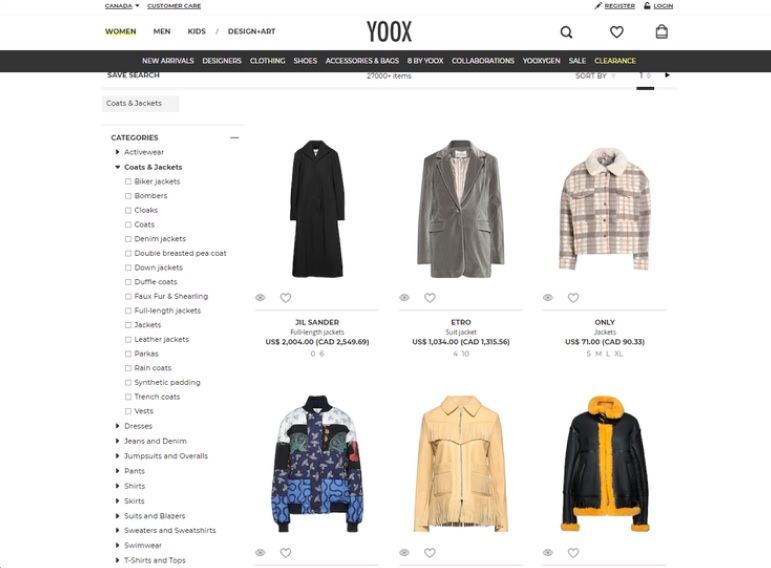 CANADA CUSTOMER CARE REGISTER LOGIN
WOMEN MEN KIDS / DESIGN+ART YOOX
NEW ARRIVALS DESIGNERS CLOTHING SHOES ACCESSORIES & BAGS 8 BY YOOX COLLABORATIONS YOOXYGEN SALE CLEARANCE
SAVE SEARCH 27000+ items SORT BY 1
Coats & Jackets
CATEGORIES
Activewear
Coats & Jackets
Biker jackets
Bombers
Cloaks
Coats
Denim jackets
Double breasted pea coat
Down jackets
Duffle coats
Faux Fur & Shearling
Full-length jackets
Jackets
Leather jackets
Parkas
Rain coats
Synthetic padding
Trench coats
Vests
Dresses
Jeans and Denim
Jumpsuits and Overalls
Pants
Shirts
Skirts
Suits and Blazers
Sweaters and Sweatshirts
Swimwear
T-Shirts and Tops
JIL SANDER
Full-length jackets
US$ 2,004.00 (CAD 2,549.69)
0 6
ETRO
Suit jacket
US$ 1,034.00 (CAD 1,315.56)
4 10
ONLY
Jackets
US$ 71.00 (CAD 90.33)
S M L XL